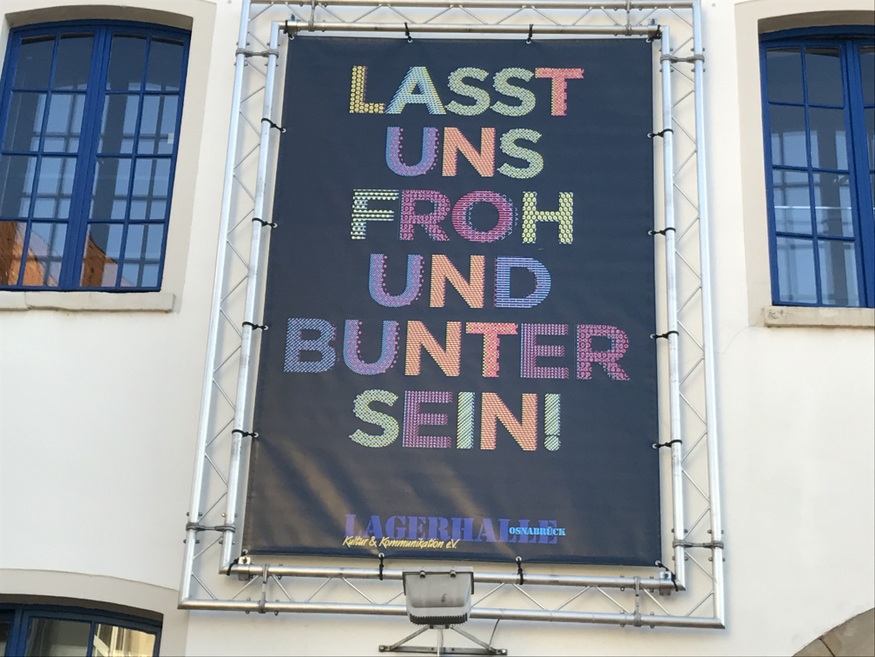 LASST
UNS
FROH
UND
BUNTER
SEIN!
LAGERHALLE OSNABRÜCK
Kultur & Kommunikation e.V.